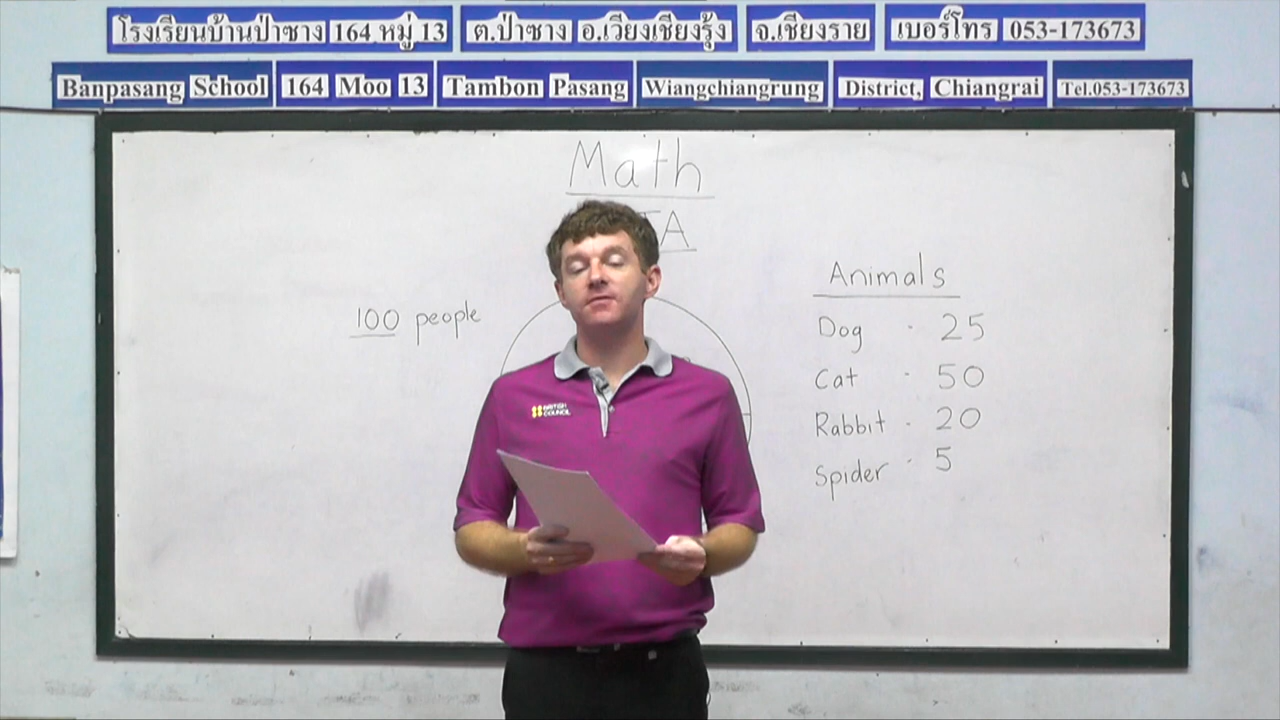 โรงเรียนบ้านป่าซาง 164 หมู่ 13 ต.ป่าซาง อ.เวียงเชียงรุ้ง จ.เชียงราย เบอร์โทร 053-173673
Banpasang School 164 Moo 13 Tambon Pasang Wiangchiangrung District, Chiangrai Tel.053-173673
Math
TA
100 people
Animals
Dog - 25
Cat - 50
Rabbit - 20
Spider - 5
BRITISH
COUNCIL